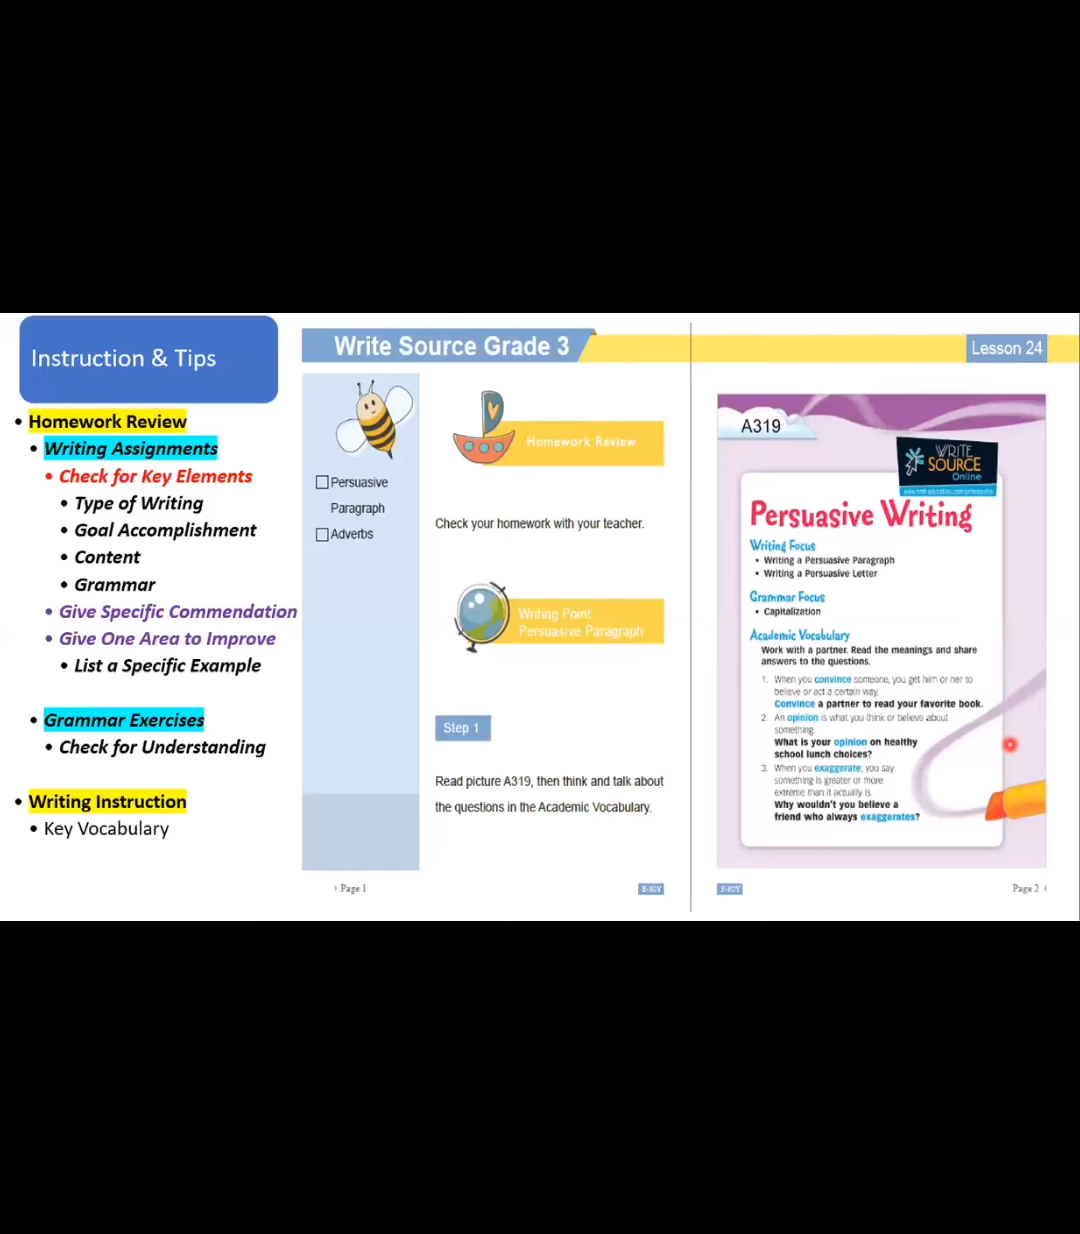 Instruction & Tips
• Homework Review
• Writing Assignments
• Check for Key Elements
• Type of Writing
• Goal Accomplishment
• Content
• Grammar
• Give Specific Commendation
• Give One Area to Improve
• List a Specific Example
• Grammar Exercises
• Check for Understanding
• Writing Instruction
• Key Vocabulary
Write Source Grade 3
Persuasive
Paragraph
Adverbs
Homework Review
Check your homework with your teacher.
Writing Point:
Persuasive Paragraph
Step 1
Read picture A319, then think and talk about
the questions in the Academic Vocabulary.
Page 1
E-JOY
Lesson 24
A319
WRITE
SOURCE
Online
Persuasive Writing
Writing Focus
• Writing a Persuasive Paragraph
• Writing a Persuasive Letter
Grammar Focus
• Capitalization
Academic Vocabulary
Work with a partner. Read the meanings and share
answers to the questions.
1. When you convince someone, you get him or her to
believe or act a certain way.
Convince a partner to read your favorite book.
2. An opinion is what you think or believe about
something.
What is your opinion on healthy
school lunch choices?
3. When you exaggerate, you say
something is greater or more
extreme than it actually is.
Why wouldn't you believe a
friend who always exaggerates?
E-JOY
Page 2